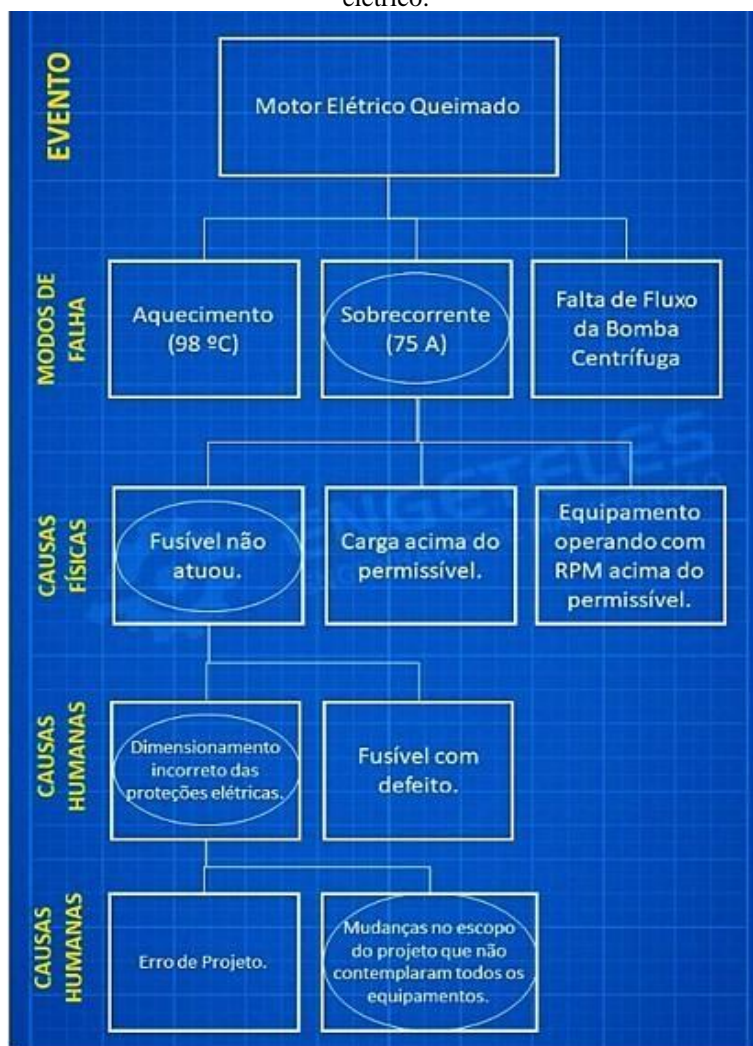 elétrico.
EVENTO
Motor Elétrico Queimado
MODOS DE
FALHA
Aquecimento
(98 ºC)
Sobrecorrente
(75 A)
Falta de Fluxo
da Bomba
Centrífuga
ENGETELES
CAUSAS
FÍSICAS
Fusível não
atuou.
Carga acima do
permissível.
Equipamento
operando com
RPM acima do
permissível.
CAUSAS
HUMANAS
Dimensionamento
incorreto das
proteções elétricas.
Fusível com
defeito.
CAUSAS
HUMANAS
Erro de Projeto.
Mudanças no escopo
do projeto que não
contemplaram todos os
equipamentos.